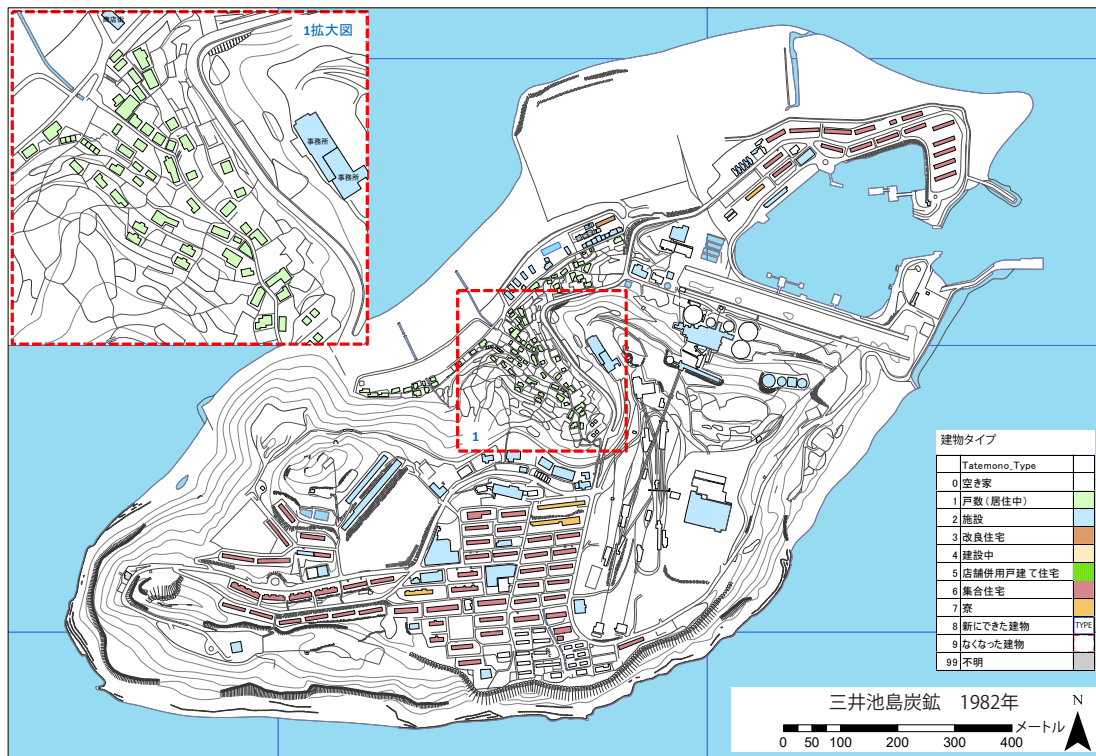 商店街
1拡大図
事務所
事務所
1
建物タイプ
Tatemono_Type
0 空き家
1 戸数(居住中)
2 施設
3 改良住宅
4 建設中
5 店舗併用戸建て住宅
6 集合住宅
7 寮
8 新にできた建物 TYPE
9 なくなった建物
99 不明
三井池島炭鉱 1982年
N
メートル
0 50 100 200 300 400